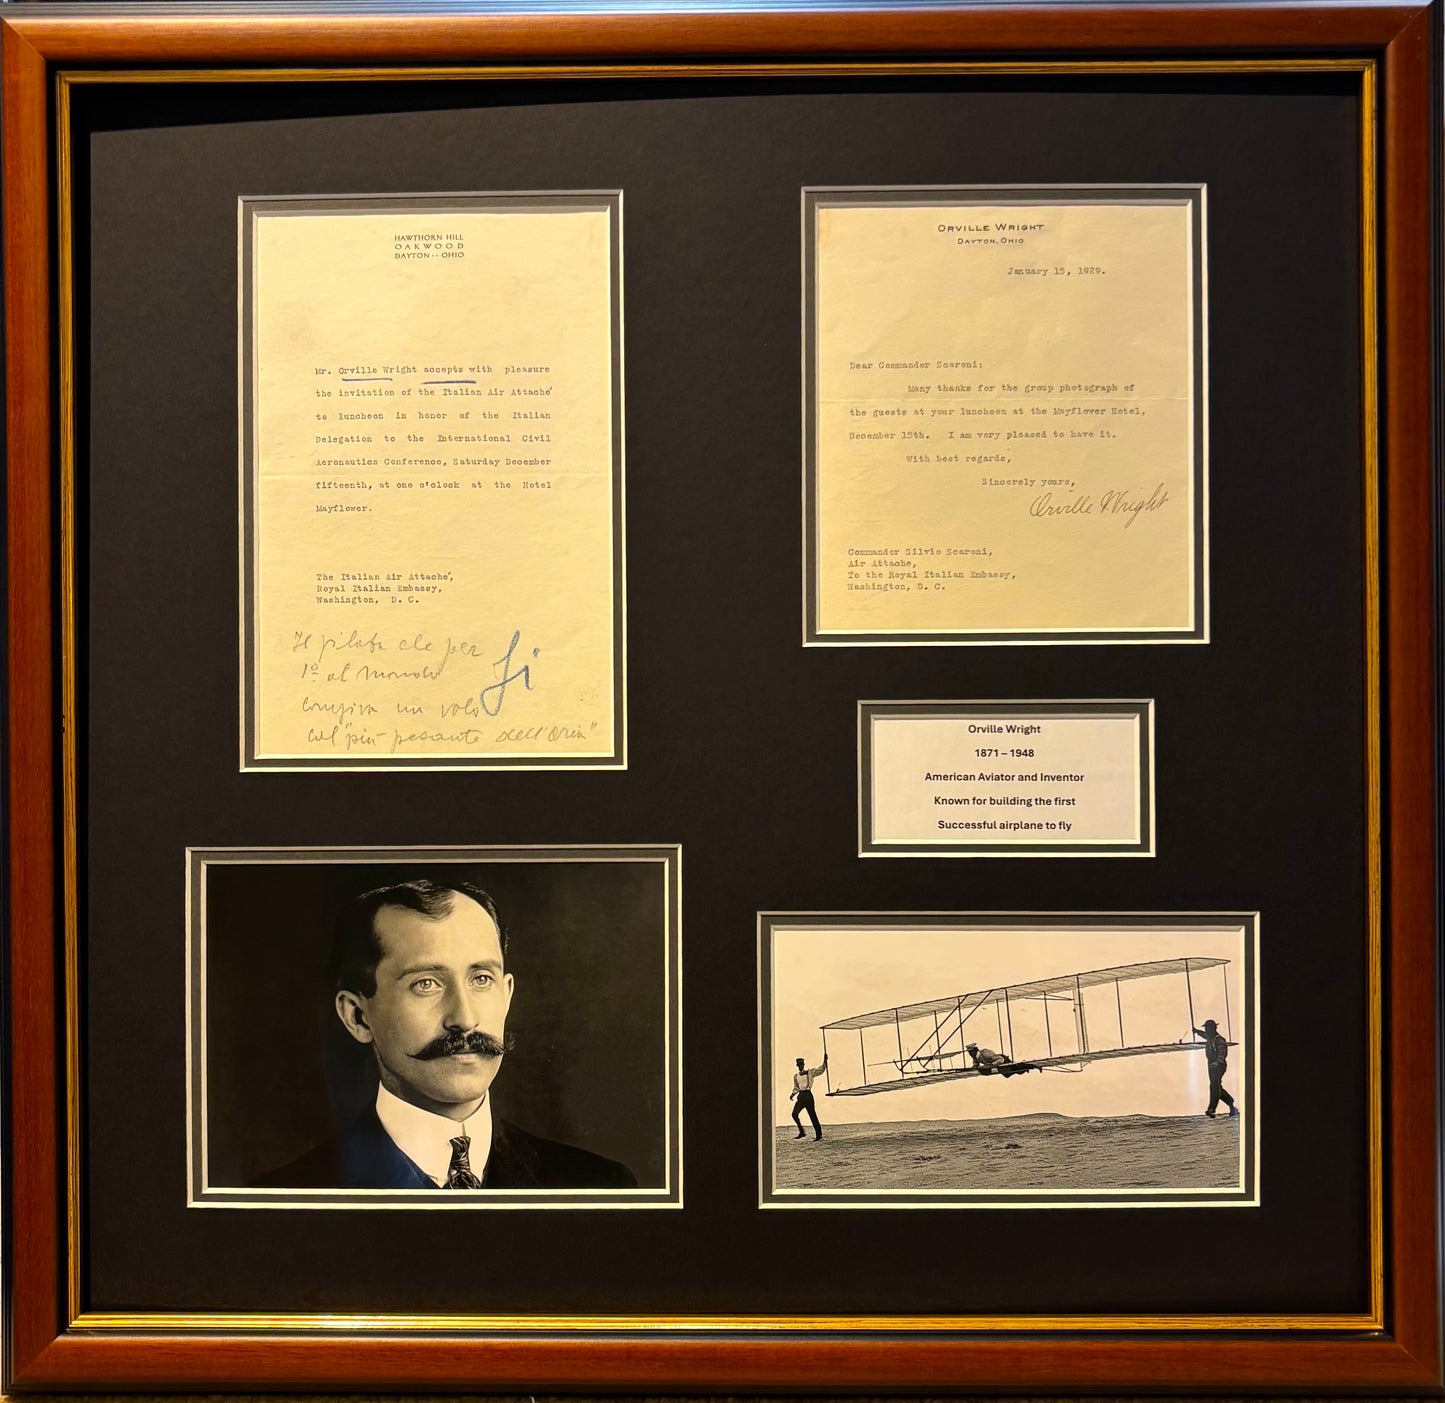 HAWTHORN HILL
OAKWOOD
DAYTON · · OHIO
Mr. Orville Wright accepts with pleasure
the invitation of the Italian Air Attaché
to luncheon in honor of the Italian
Delegation to the International Civil
Aeronautics Conference, Saturday December
fifteenth, at one o'clock at the Hotel
Mayflower.
The Italian Air Attaché,
Royal Italian Embassy,
Washington, D. C.
Il pilota che per
1º al mondo
Si
un volo
col "più pesante dell'aria"
ORVILLE WRIGHT
DAYTON, OHIO
January 15, 1929.
Dear Commander Scaroni:
Many thanks for the group photograph of
the guests at your luncheon at the Mayflower Hotel,
December 15th. I am very pleased to have it.
With best regards,
Sincerely yours,
Orville Wright
Commander Silvio Scaroni,
Air Attache,
To the Royal Italian Embassy,
Washington, D. C.
Orville Wright
1871 – 1948
American Aviator and Inventor
Known for building the first
Successful airplane to fly